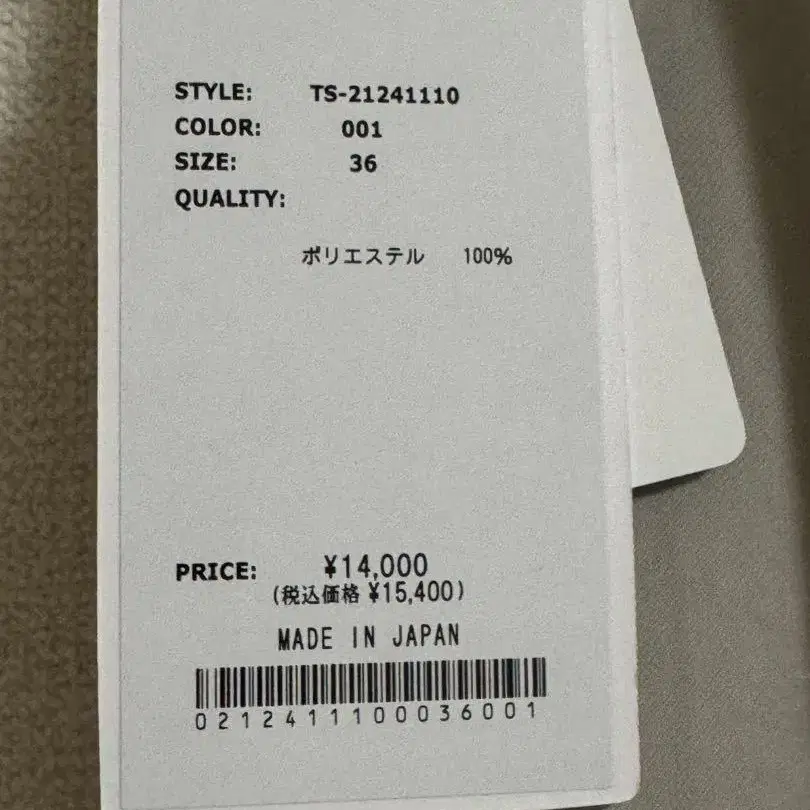 STYLE: TS-21241110
COLOR: 001
SIZE: 36
QUALITY:
ポリエステル 100%
PRICE: ¥14,000
(税込価格 ¥15,400)
MADE IN JAPAN
0212411100036001